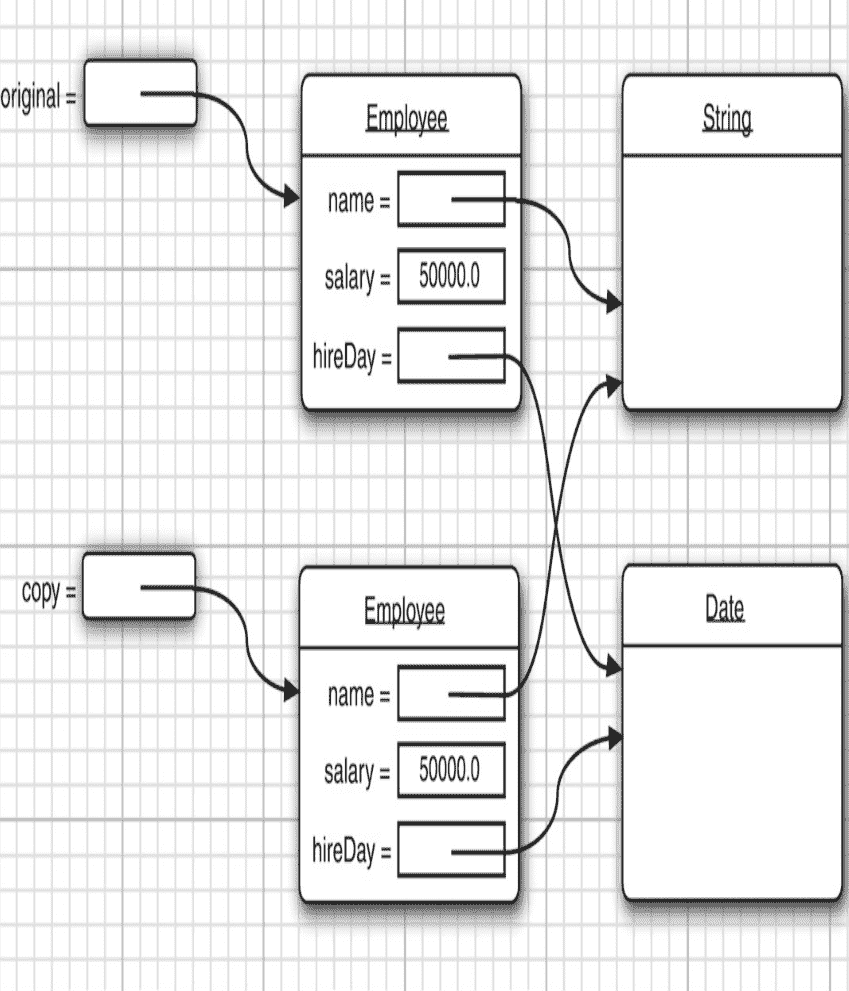 original =
Employee
String
name =
salary = 50000.0
hireDay =
copy =
Employee
Date
name =
salary = 50000.0
hireDay =